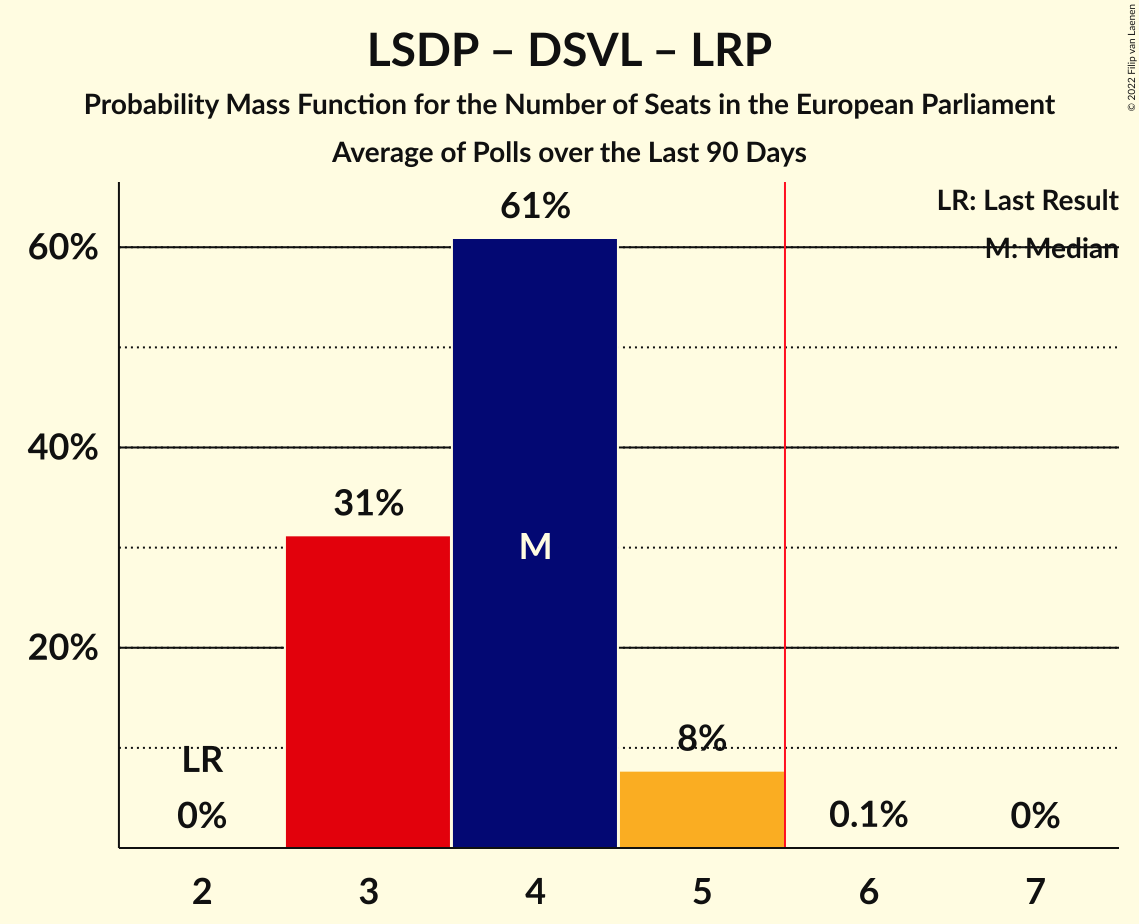 LSDP – DSVL – LRP
Probability Mass Function for the Number of Seats in the European Parliament
Average of Polls over the Last 90 Days
© 2022 Filip van Laenen
LR: Last Result
M: Median
60%
40%
20%
61%
31%
M
8%
LR
0%
0.1%
0%
2 3 4 5 6 7